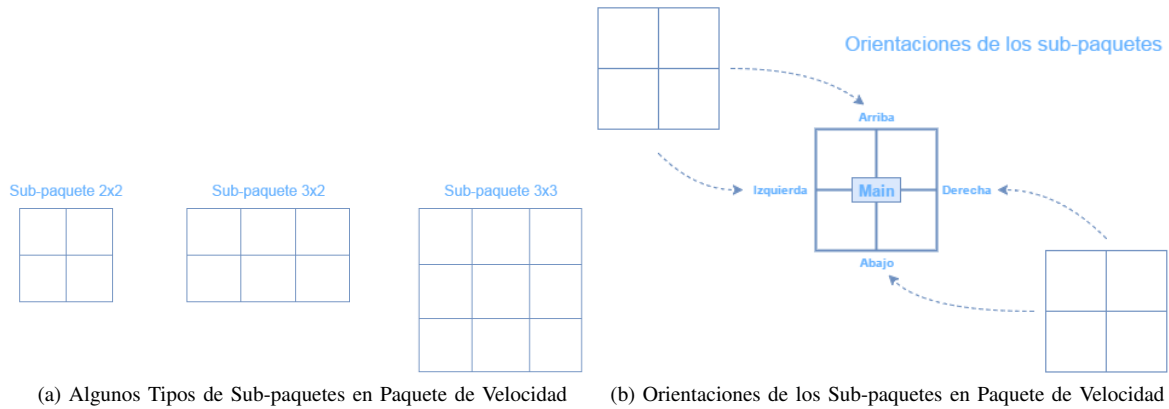 Sub-paquete 2x2
Sub-paquete 3x2
Sub-paquete 3x3
(a) Algunos Tipos de Sub-paquetes en Paquete de Velocidad
Orientaciones de los sub-paquetes
Arriba
Izquierda
Main
Derecha
Abajo
(b) Orientaciones de los Sub-paquetes en Paquete de Velocidad